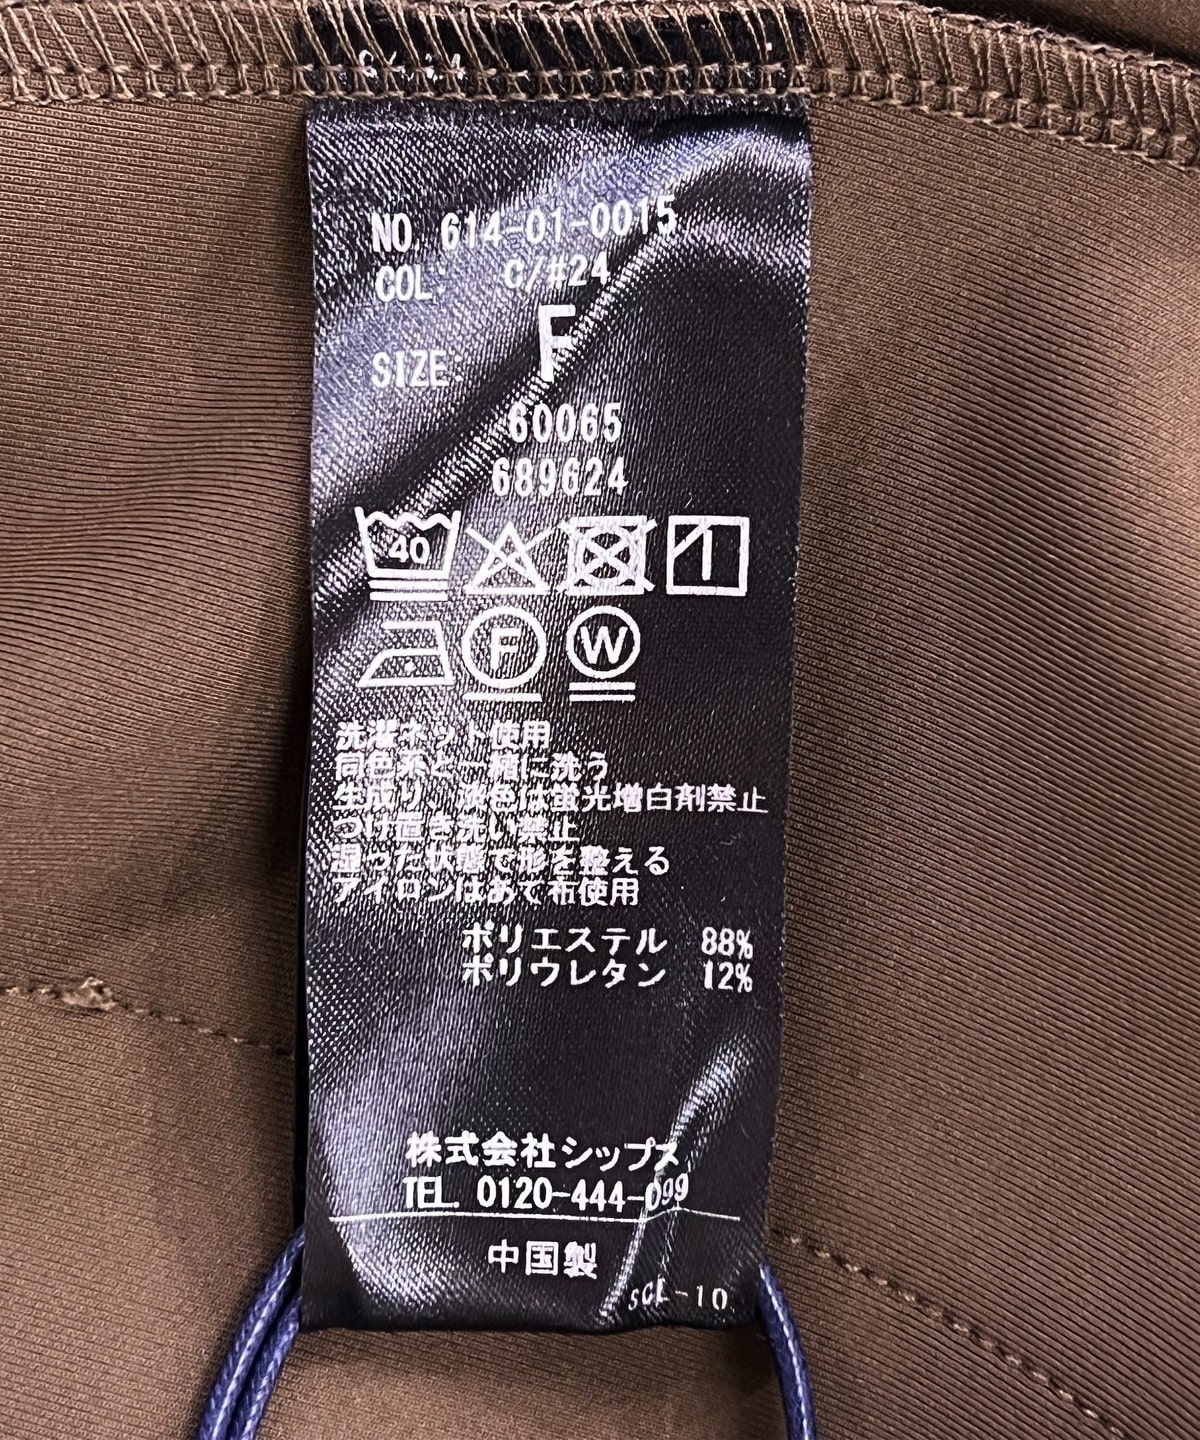 NO. 614-01-0015
COL: C/#24
SIZE: F
60065
689624
40
F W
洗濯ネット使用
同色系と一緒に洗う
生成り、淡色は蛍光増白剤禁止
つけ置き洗い禁止
湿った状態で形を整える
アイロンはあて布使用
ポリエステル 88%
ポリウレタン 12%
株式会社シップス
TEL. 0120-444-099
中国製
SCL-10